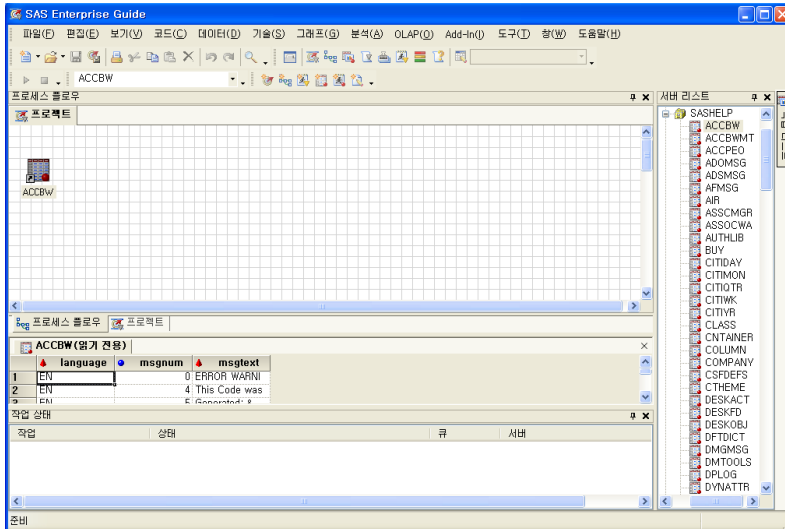 SAS Enterprise Guide
파일(F) 편집(E) 보기(V) 코드(C) 데이터(D) 기술(S) 그래프(G) 분석(A) OLAP(O) Add-In(I) 도구(T) 창(W) 도움말(H)
ACCBW
프로세스 플로우
프로젝트
ACCBW
프로세스 플로우 프로젝트
ACCBW(읽기 전용)
language msgnum msgtext
1 EN 0 ERROR WARNI
2 EN 4 This Code was
3 EN 5 Generated: &
작업 상태
작업 상태 큐 서버
준비
서버 리스트
SASHELP
ACCBW
ACCBWMT
ACCPEO
ADOMSG
ADSMSG
AFMSG
AIR
ASSCMGR
ASSOCWA
AUTHLIB
BUY
CITIDAY
CITIMON
CITIQTR
CITIWK
CITIYR
CLASS
CNTAINER
COLUMN
COMPANY
CSFDEFS
CTHEME
DESKACT
DESKFD
DESKOBJ
DFTDICT
DMGMSG
DMTOOLS
DPLOG
DYNATTR